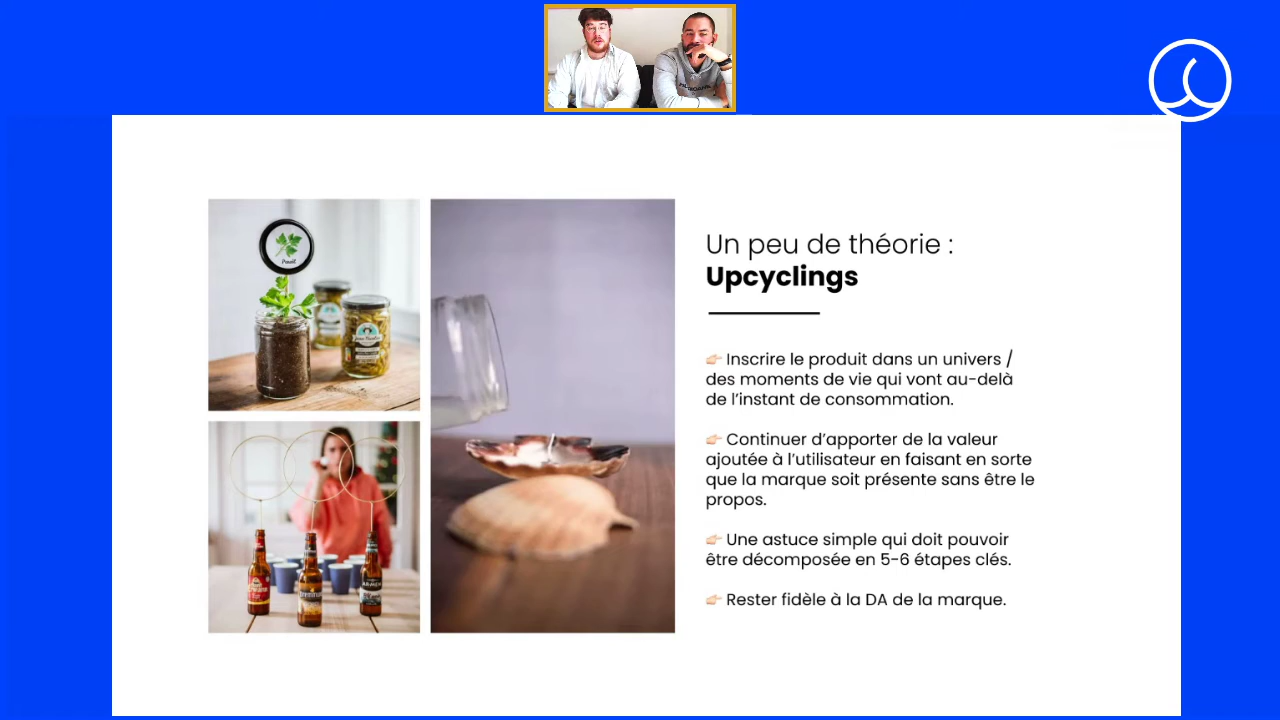 Un peu de théorie :
Upcyclings
👉🏻 Inscrire le produit dans un univers /
des moments de vie qui vont au-delà
de l'instant de consommation.
👉🏻 Continuer d'apporter de la valeur
ajoutée à l'utilisateur en faisant en sorte
que la marque soit présente sans être le
propos.
👉🏻 Une astuce simple qui doit pouvoir
être décomposée en 5-6 étapes clés.
👉🏻 Rester fidèle à la DA de la marque.